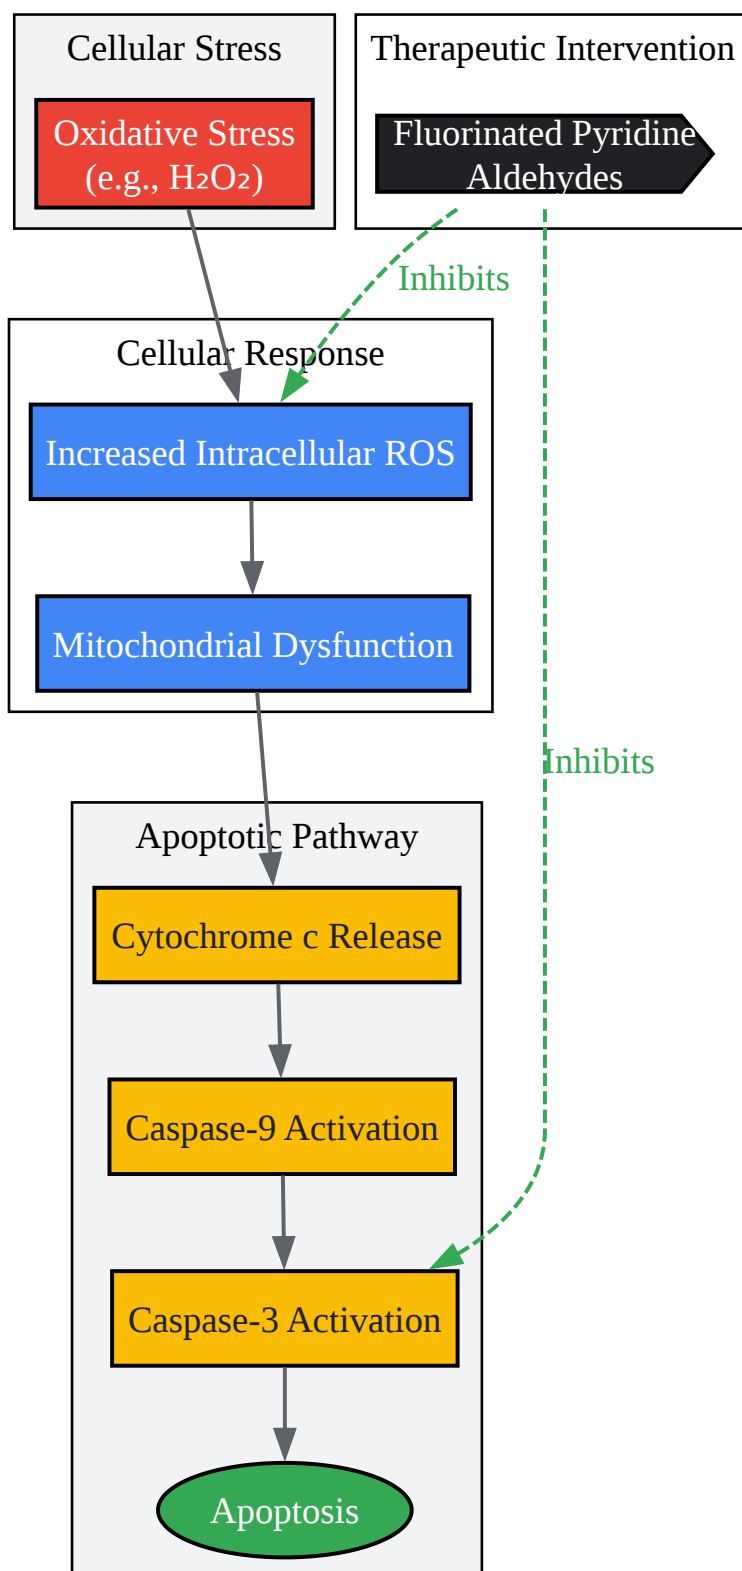 Cellular Stress
Therapeutic Intervention
Oxidative Stress
(e.g., H₂O₂)
Fluorinated Pyridine
Aldehydes
Inhibits
Cellular Response
Increased Intracellular ROS
Mitochondrial Dysfunction
Inhibits
Apoptotic Pathway
Cytochrome c Release
Caspase-9 Activation
Caspase-3 Activation
Apoptosis